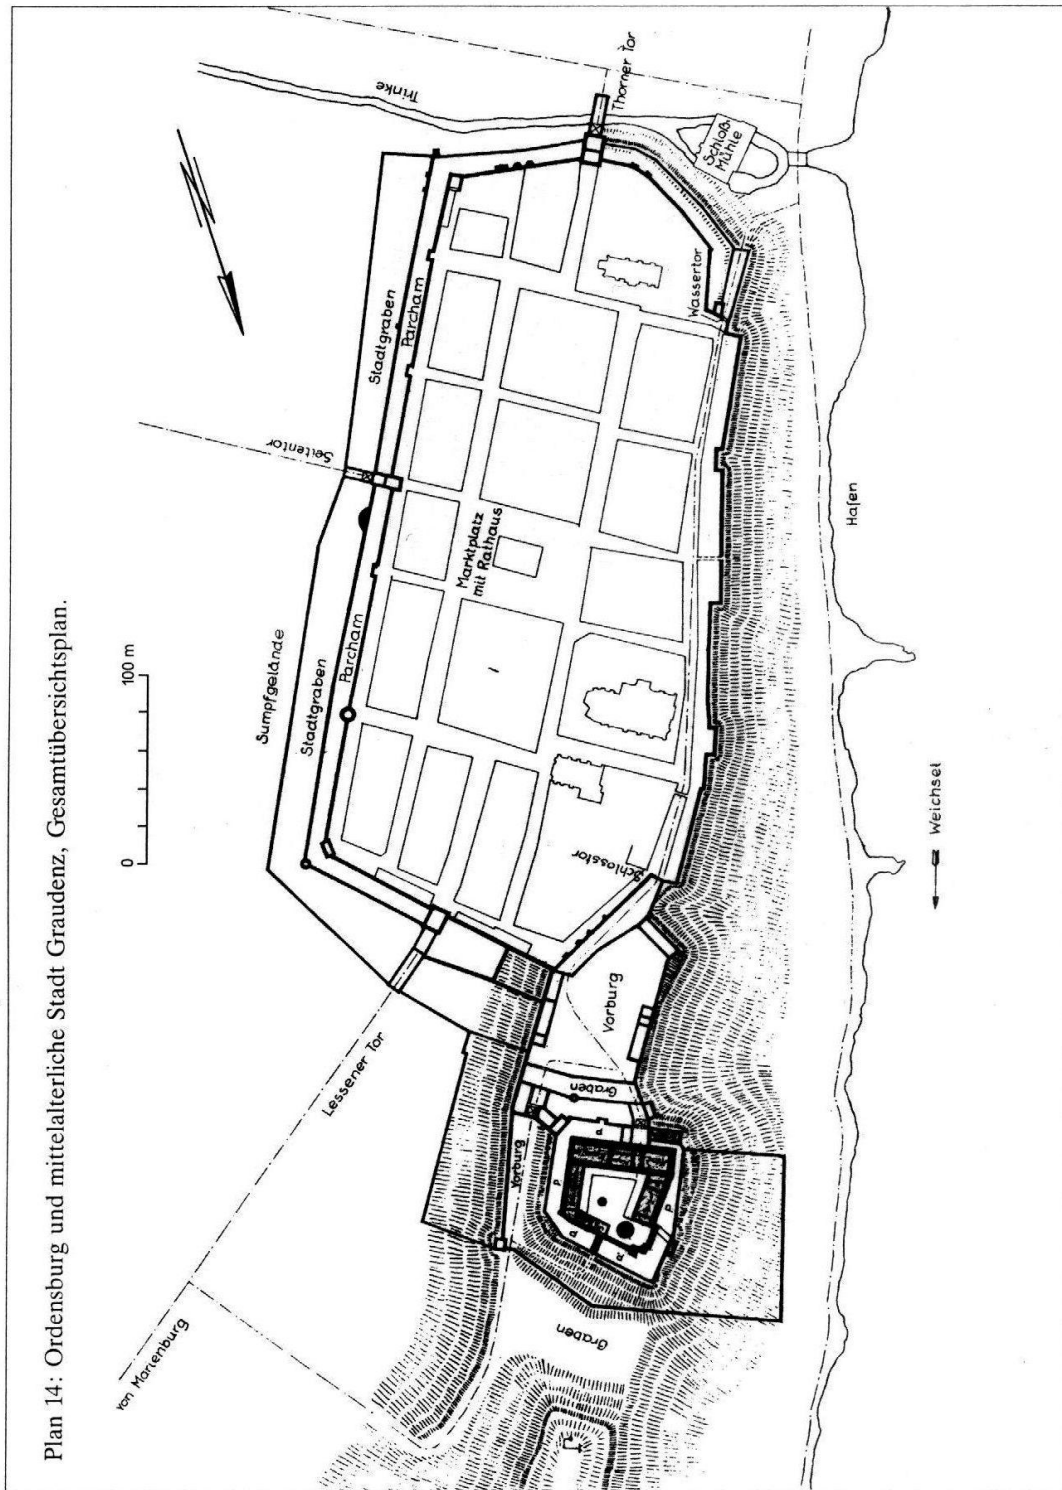 Plan 14: Ordensburg und mittelalterliche Stadt Graudenz, Gesamtübersichtsplan.
0
100 m
von Marienburg
Lessener Tor
Sumpfgelände
Stadtgraben
Parcham
Seitentor
Stadtgraben
Parcham
Trinke
Thorner Tor
Schloß-
Mühle
Wassertor
Marktplatz
mit Rathaus
Schlosstor
Vorburg
Graben
Vorburg
P
P
P
P
P
Graben
Hafen
Weichsel